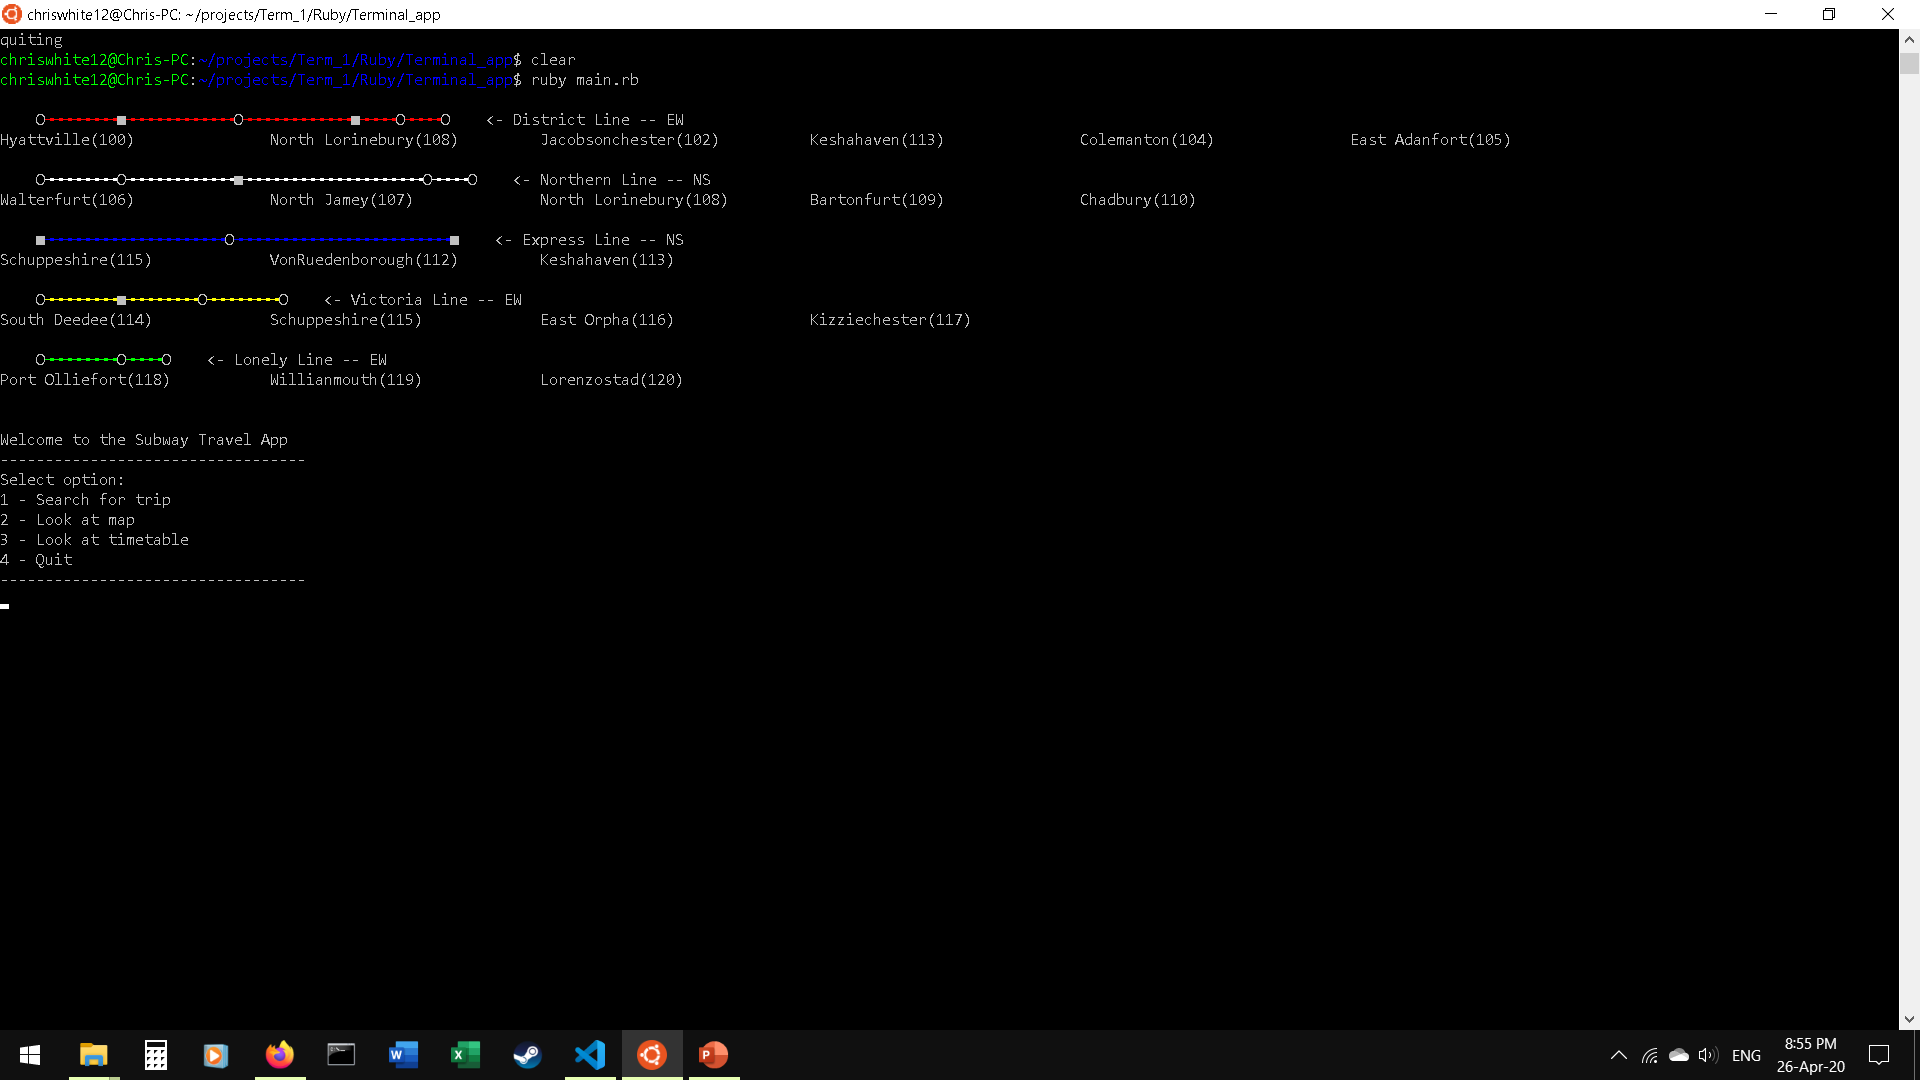 chriswhite12@Chris-PC: ~/projects/Term_1/Ruby/Terminal_app
quiting
chriswhite12@Chris-PC:~/projects/Term_1/Ruby/Terminal_app$ clear
chriswhite12@Chris-PC:~/projects/Term_1/Ruby/Terminal_app$ ruby main.rb
<- District Line -- EW
Hyattville(100) North Lorinebury(108) Jacobsonchester(102) Keshahaven(113) Colemanton(104) East Adanfort(105)
<- Northern Line -- NS
Walterfurt(106) North Jamey(107) North Lorinebury(108) Bartonfurt(109) Chadbury(110)
<- Express Line -- NS
Schuppeshire(115) VonRuedenborough(112) Keshahaven(113)
<- Victoria Line -- EW
South Deedee(114) Schuppeshire(115) East Orpha(116) Kizziechester(117)
<- Lonely Line -- EW
Port Olliefort(118) Willianmouth(119) Lorenzostad(120)
Welcome to the Subway Travel App
----------------------------------
Select option:
1 - Search for trip
2 - Look at map
3 - Look at timetable
4 - Quit
----------------------------------
ENG
8:55 PM
26-Apr-20